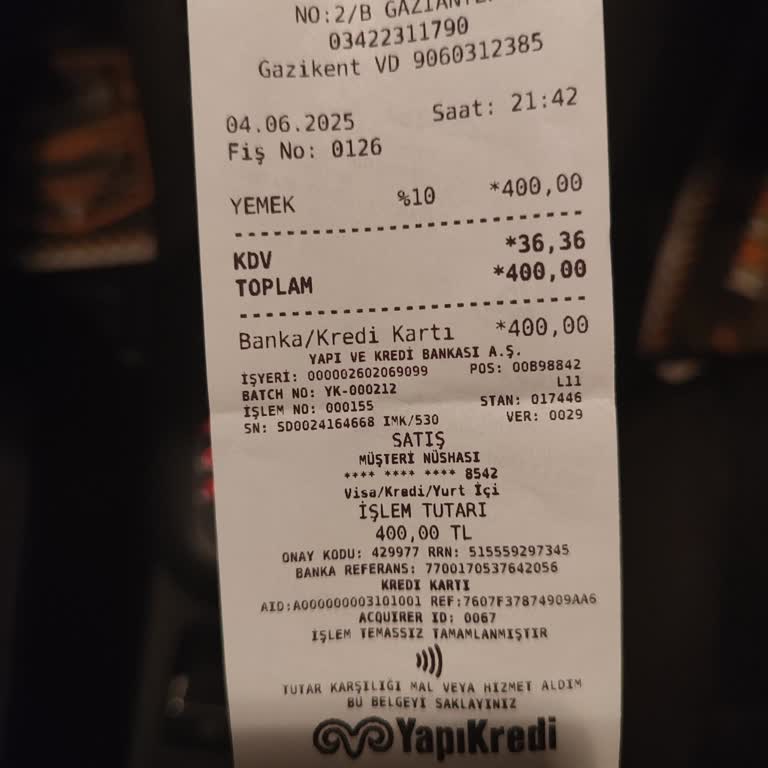 NO:2/B GAZİANTE
03422311790
Gazikent VD 9060312385
04.06.2025 Saat: 21:42
Fiş No: 0126
YEMEK %10 *400,00
KDV *36,36
TOPLAM *400,00
Banka/Kredi Kartı *400,00
YAPI VE KREDİ BANKASI A.Ş.
İŞYERİ: 000002602069099 POS: 00B98842
BATCH NO: YK-000212 L11
İŞLEM NO: 000155 STAN: 017446
SN: SD0024164668 IMK/530 VER: 0029
SATIŞ
MÜŞTERİ NÜSHASI
**** **** **** 8542
Visa/Kredi/Yurt İçi
İŞLEM TUTARI
400,00 TL
ONAY KODU: 429977 RRN: 515559297345
BANKA REFERANS: 7700170537642056
KREDI KARTI
AID:A0000000031010​01 REF:7607F37874909AA6
ACQUIRER ID: 0067
İŞLEM TEMASSIZ TAMAMLANMIŞTIR
TUTAR KARŞILIĞI MAL VEYA HİZMET ALDIM
BU BELGEYİ SAKLAYINIZ
YapıKredi